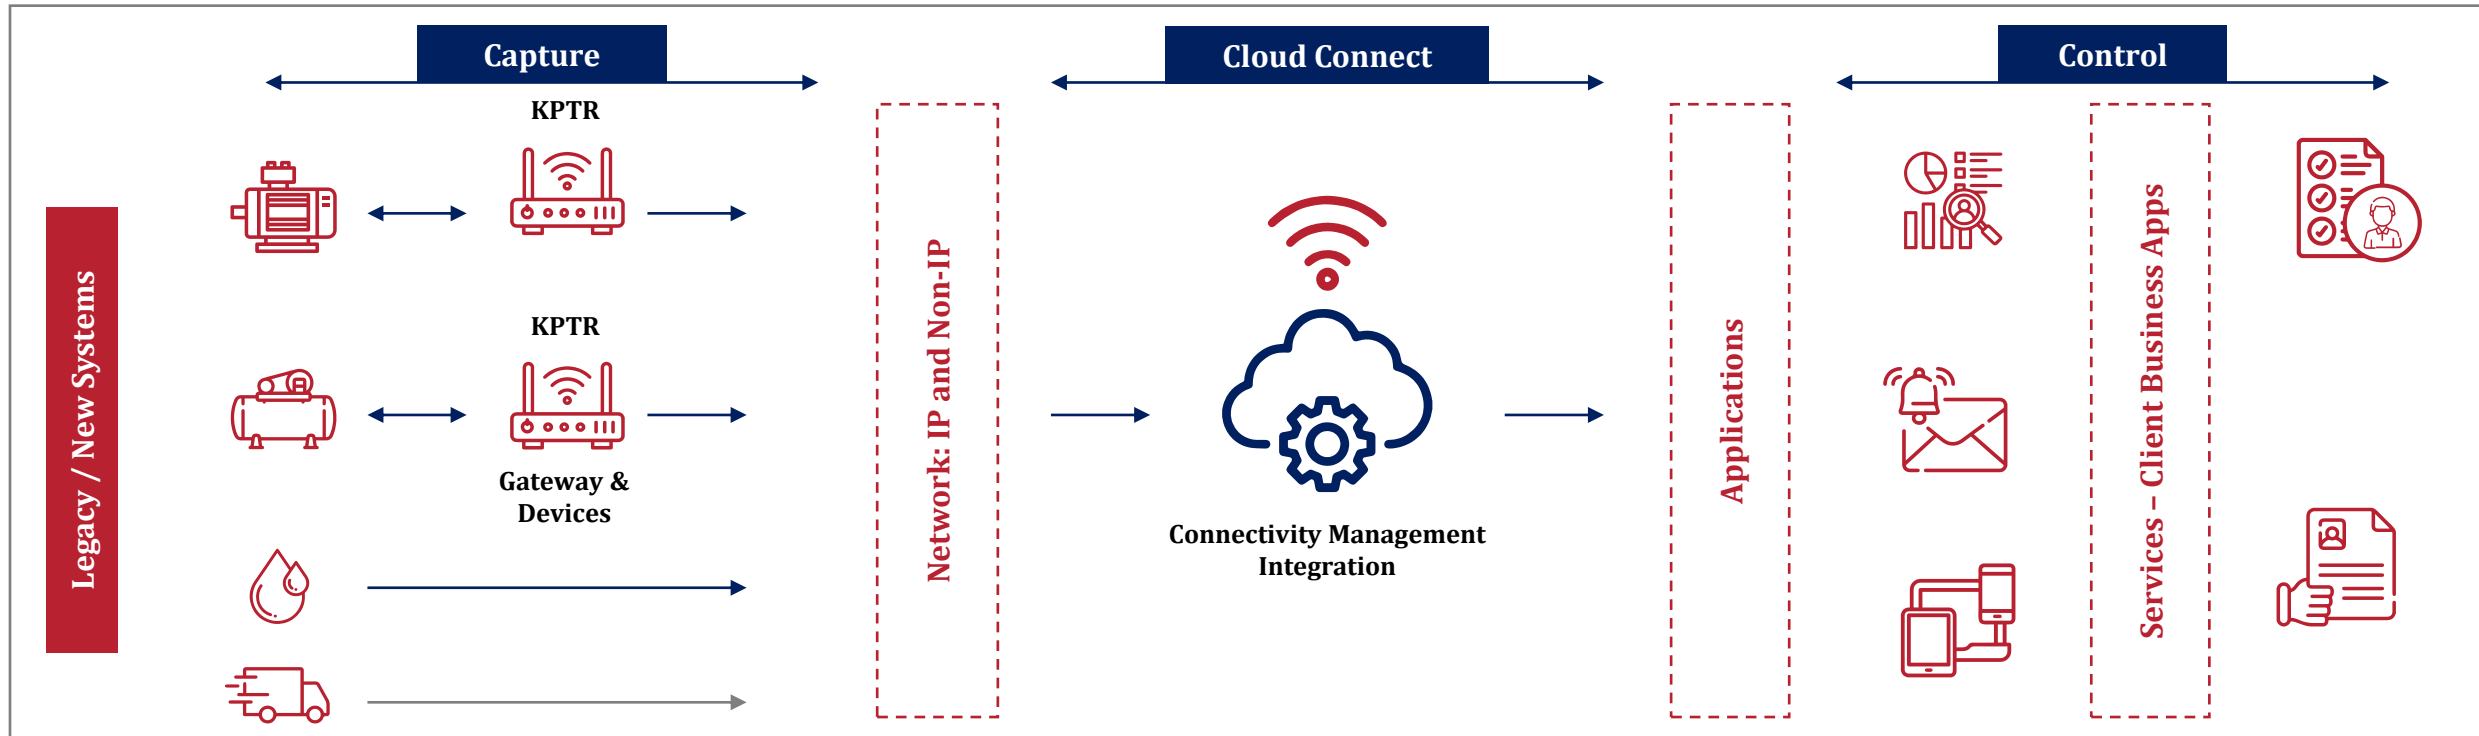 Capture
Cloud Connect
Control
Legacy / New Systems
KPTR
KPTR
Gateway &
Devices
Network: IP and Non-IP
Connectivity Management
Integration
Applications
Services – Client Business Apps